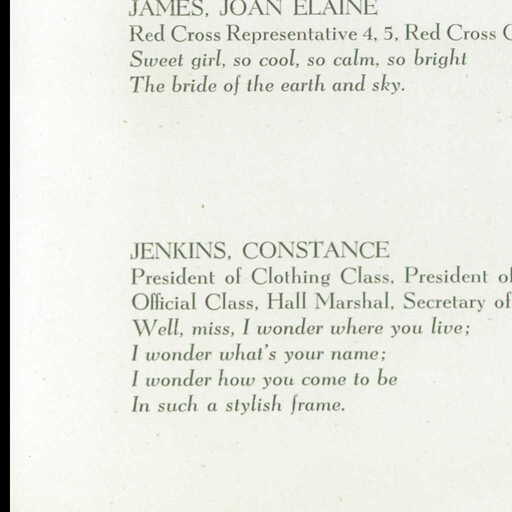 JAMES, JOAN ELAINE
Red Cross Representative 4, 5, Red Cross
Sweet girl, so cool, so calm, so bright
The bride of the earth and sky.
JENKINS, CONSTANCE
President of Clothing Class, President of
Official Class, Hall Marshal, Secretary of
Well, miss, I wonder where you live;
I wonder what's your name;
I wonder how you come to be
In such a stylish frame.